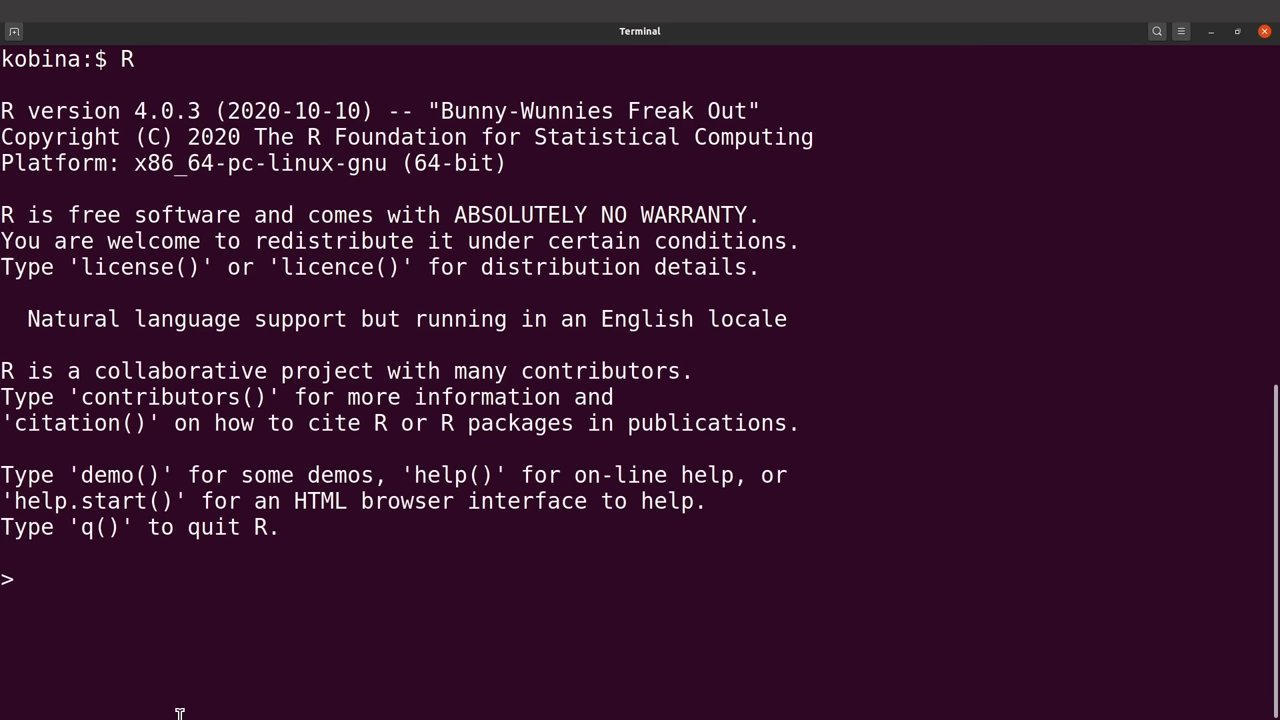 Terminal
kobina:$ R
R version 4.0.3 (2020-10-10) -- "Bunny-Wunnies Freak Out"
Copyright (C) 2020 The R Foundation for Statistical Computing
Platform: x86_64-pc-linux-gnu (64-bit)
R is free software and comes with ABSOLUTELY NO WARRANTY.
You are welcome to redistribute it under certain conditions.
Type 'license()' or 'licence()' for distribution details.
  Natural language support but running in an English locale
R is a collaborative project with many contributors.
Type 'contributors()' for more information and
'citation()' on how to cite R or R packages in publications.
Type 'demo()' for some demos, 'help()' for on-line help, or
'help.start()' for an HTML browser interface to help.
Type 'q()' to quit R.
>